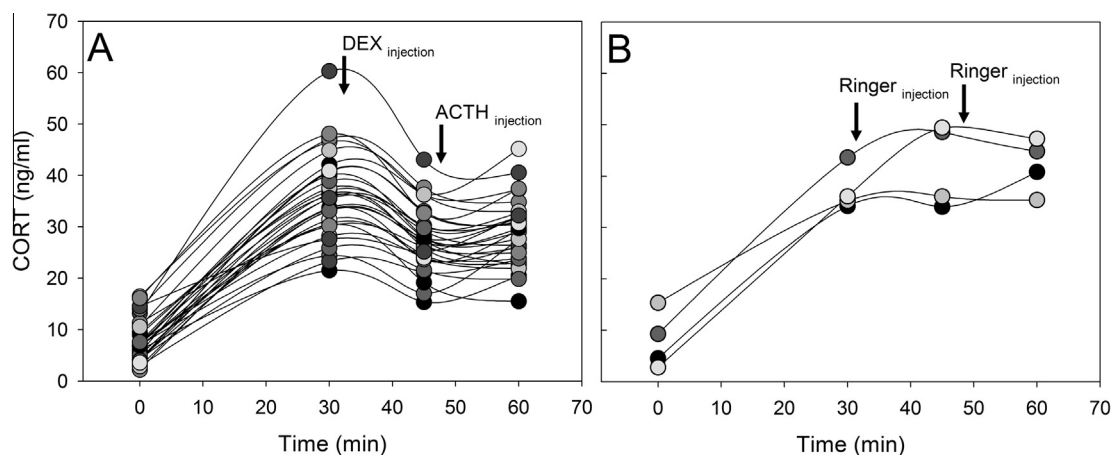 A
B
DEX injection
ACTH injection
Ringer injection
Ringer injection
CORT (ng/ml)
70
60
50
40
30
20
10
0
0 10 20 30 40 50 60 70
0 10 20 30 40 50 60 70
Time (min)
Time (min)